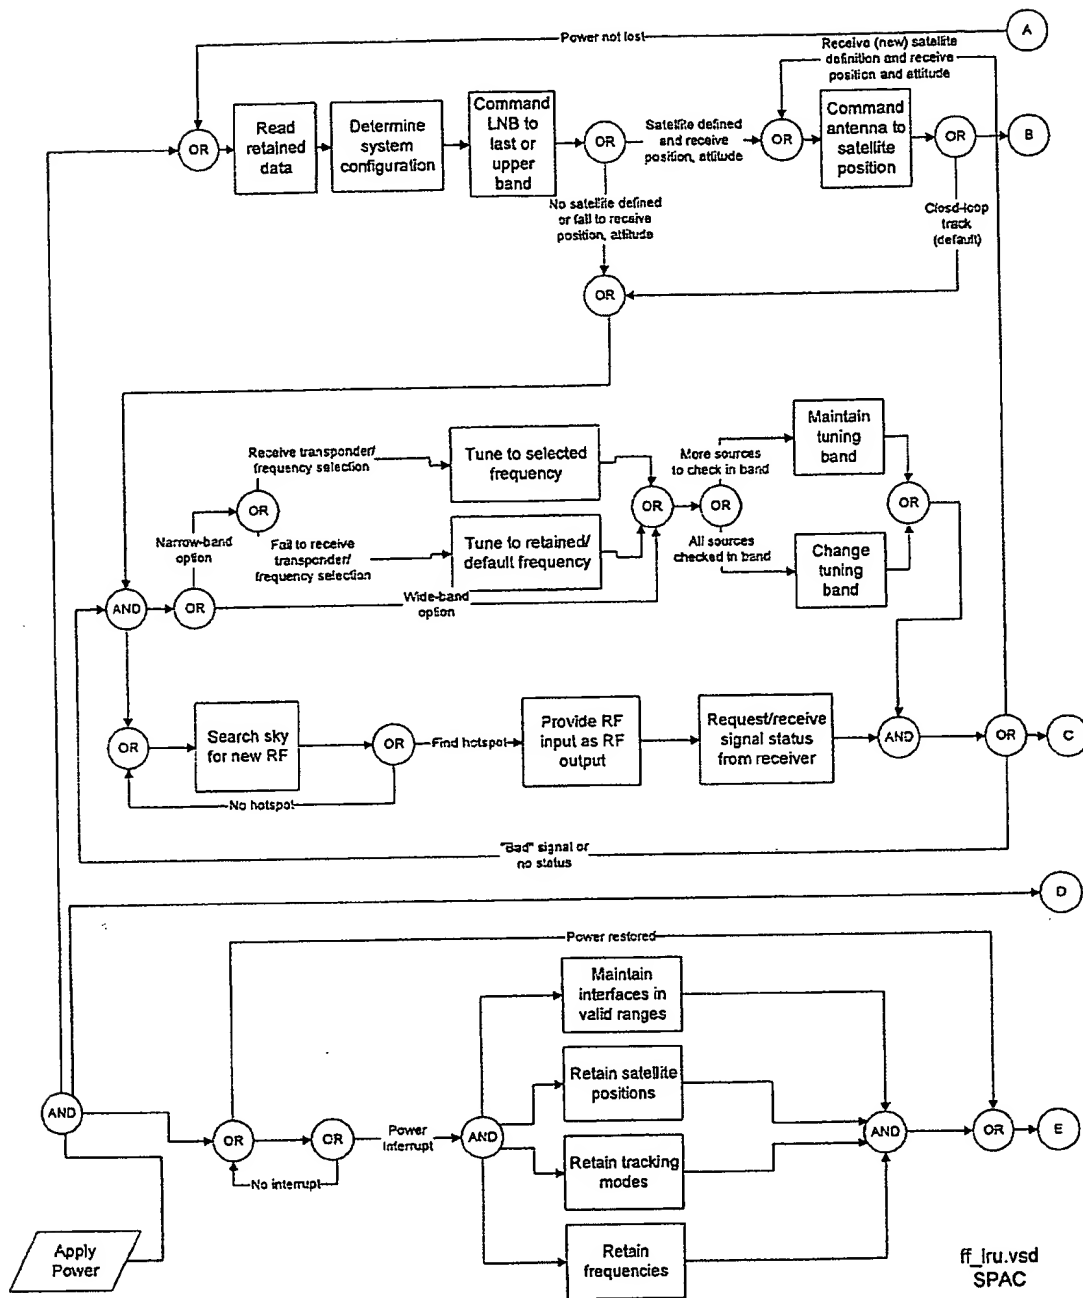 A
Power not lost
Receive (new) satellite
definition and receive
position and attitude
OR
Read
retained
data
Determine
system
configuration
Command
LNB to
last or
upper
band
OR
Satellite defined
and receive
position, attitude
OR
Command
antenna to
satellite
position
OR
B
No satellite defined
or fail to receive
position, attitude
Closd-loop
track
(default)
OR
Receive transponder/
frequency selection
Tune to selected
frequency
More sources
to check in band
Maintain
tuning
band
OR
OR
OR
OR
Narrow-band
option
Fail to receive
transponder/
frequency selection
Tune to retained/
default frequency
All sources
checked in band
Change
tuning
band
AND
OR
Wide-band
option
OR
Search sky
for new RF
OR
Find hotspot
Provide RF
input as RF
output
Request/receive
signal status
from receiver
AND
OR
C
No hotspot
"Bad" signal or
no status
D
Power restored
Maintain
interfaces in
valid ranges
Retain satellite
positions
AND
OR
OR
Power
Interrupt
AND
AND
OR
E
No interrupt
Retain tracking
modes
Retain
frequencies
Apply
Power
ff_lru.vsd
SPAC